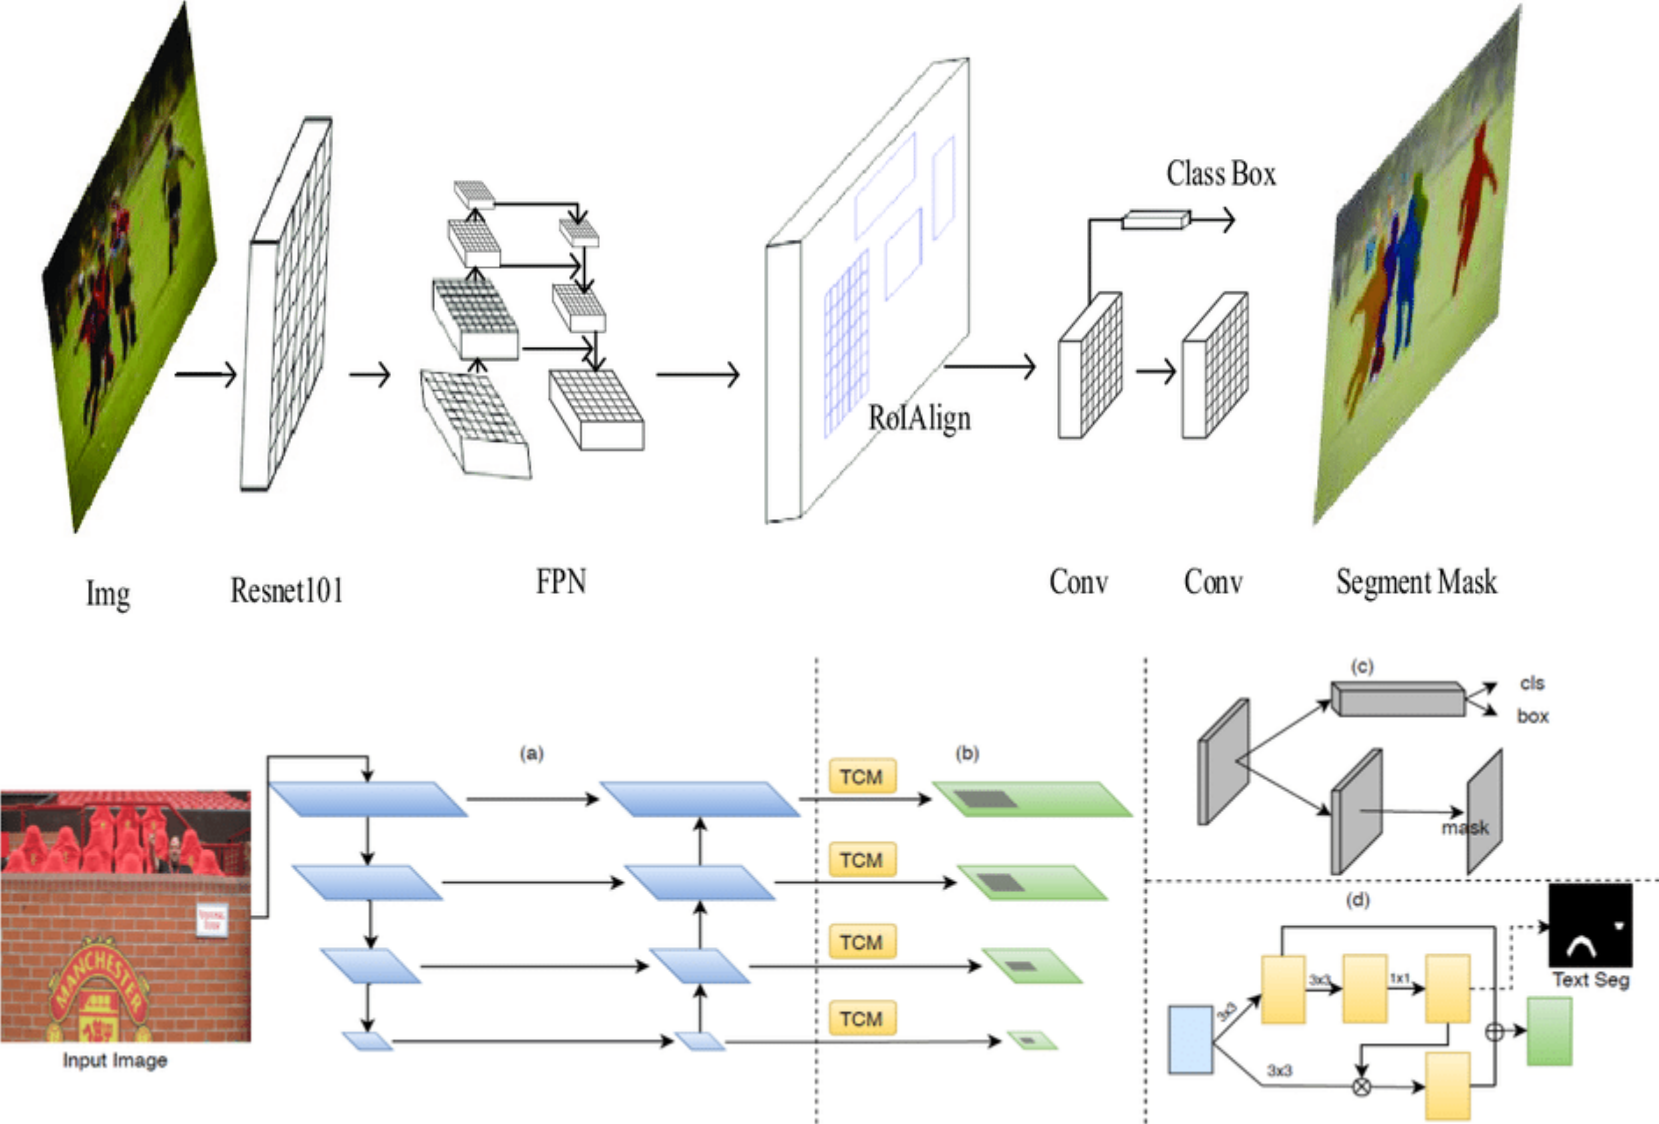 Class Box
RoIAlign
Img
Resnet101
FPN
Conv
Conv
Segment Mask
(a)
(b)
TCM
TCM
TCM
TCM
MANCHESTER
Input Image
(c)
cls
box
mask
(d)
3x3
3x3
1x1
3x3
Text Seg